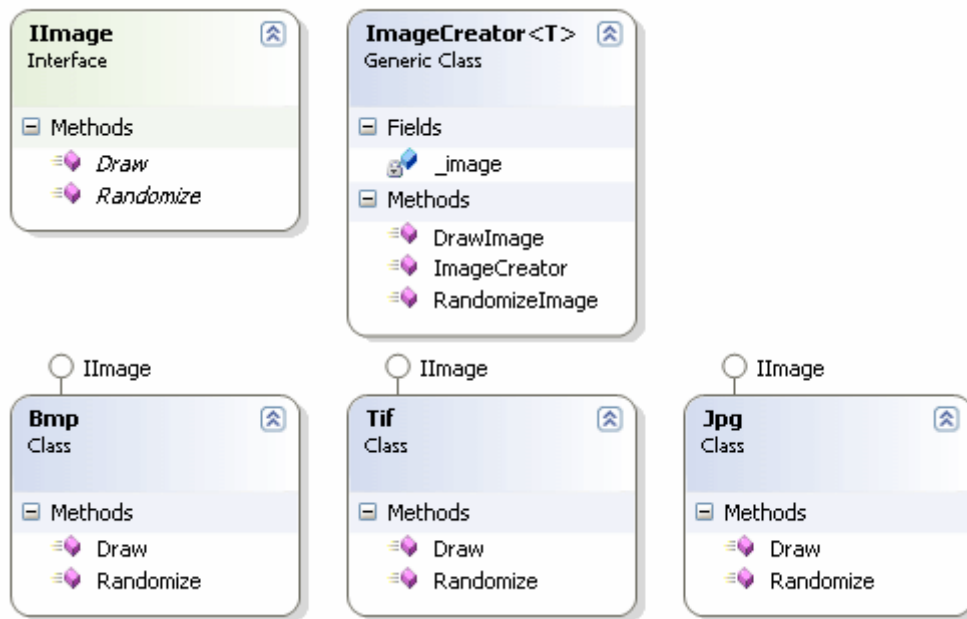 IImage
Interface
Methods
Draw
Randomize
ImageCreator<T>
Generic Class
Fields
_image
Methods
DrawImage
ImageCreator
RandomizeImage
IImage
Bmp
Class
Methods
Draw
Randomize
IImage
Tif
Class
Methods
Draw
Randomize
IImage
Jpg
Class
Methods
Draw
Randomize